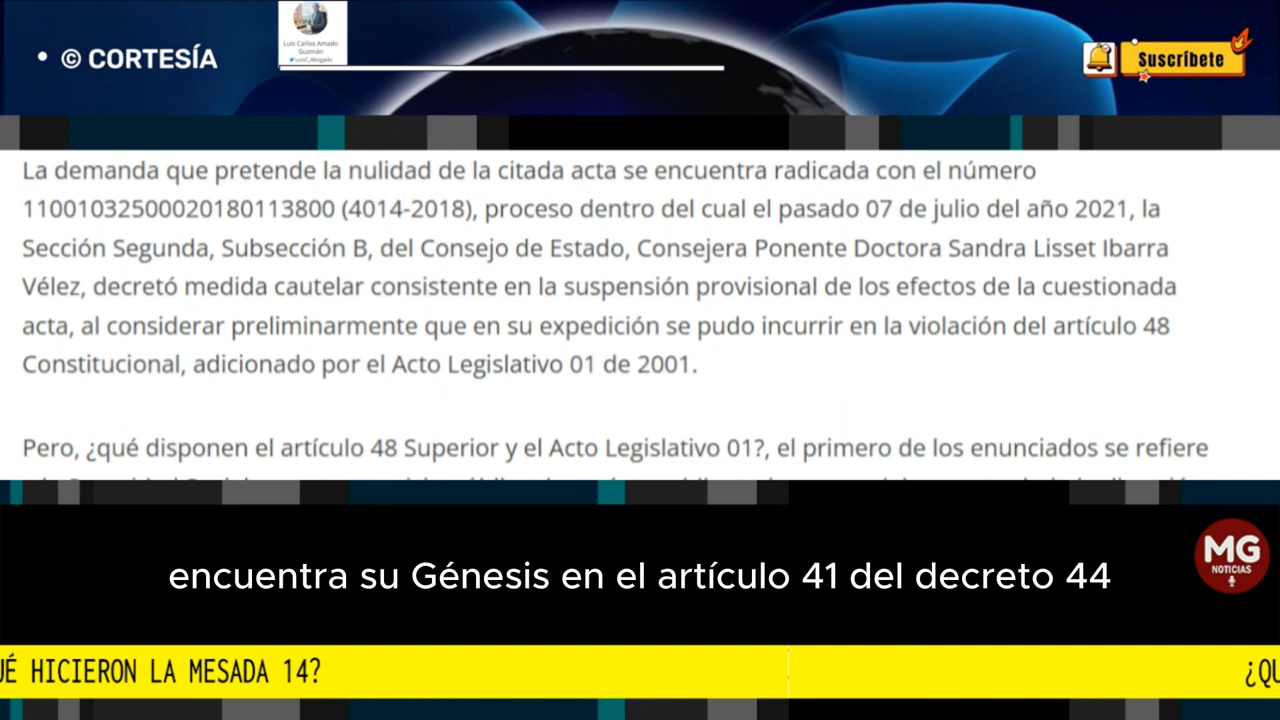 • © CORTESÍA
Luis Carlos Amado
Guzmán
LuisC_Abogado
Suscríbete
La demanda que pretende la nulidad de la citada acta se encuentra radicada con el número
11001032500020180113800 (4014-2018), proceso dentro del cual el pasado 07 de julio del año 2021, la
Sección Segunda, Subsección B, del Consejo de Estado, Consejera Ponente Doctora Sandra Lisset Ibarra
Vélez, decretó medida cautelar consistente en la suspensión provisional de los efectos de la cuestionada
acta, al considerar preliminarmente que en su expedición se pudo incurrir en la violación del artículo 48
Constitucional, adicionado por el Acto Legislativo 01 de 2001.
Pero, ¿qué disponen el artículo 48 Superior y el Acto Legislativo 01?, el primero de los enunciados se refiere
encuentra su Génesis en el artículo 41 del decreto 44
MG
NOTICIAS
UÉ HICIERON LA MESADA 14?
¿QU